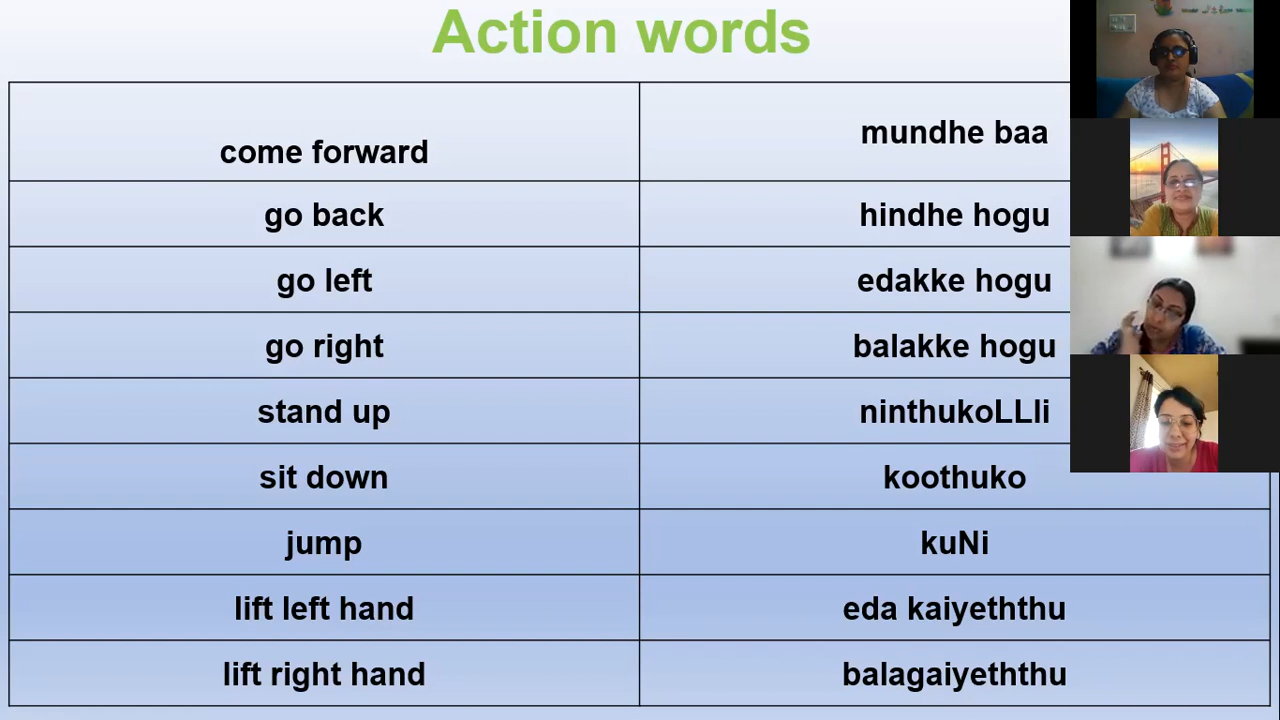 Action words
come forward
mundhe baa
go back
hindhe hogu
go left
edakke hogu
go right
balakke hogu
stand up
ninthukoLLli
sit down
koothuko
jump
kuNi
lift left hand
eda kaiyeththu
lift right hand
balagaiyeththu